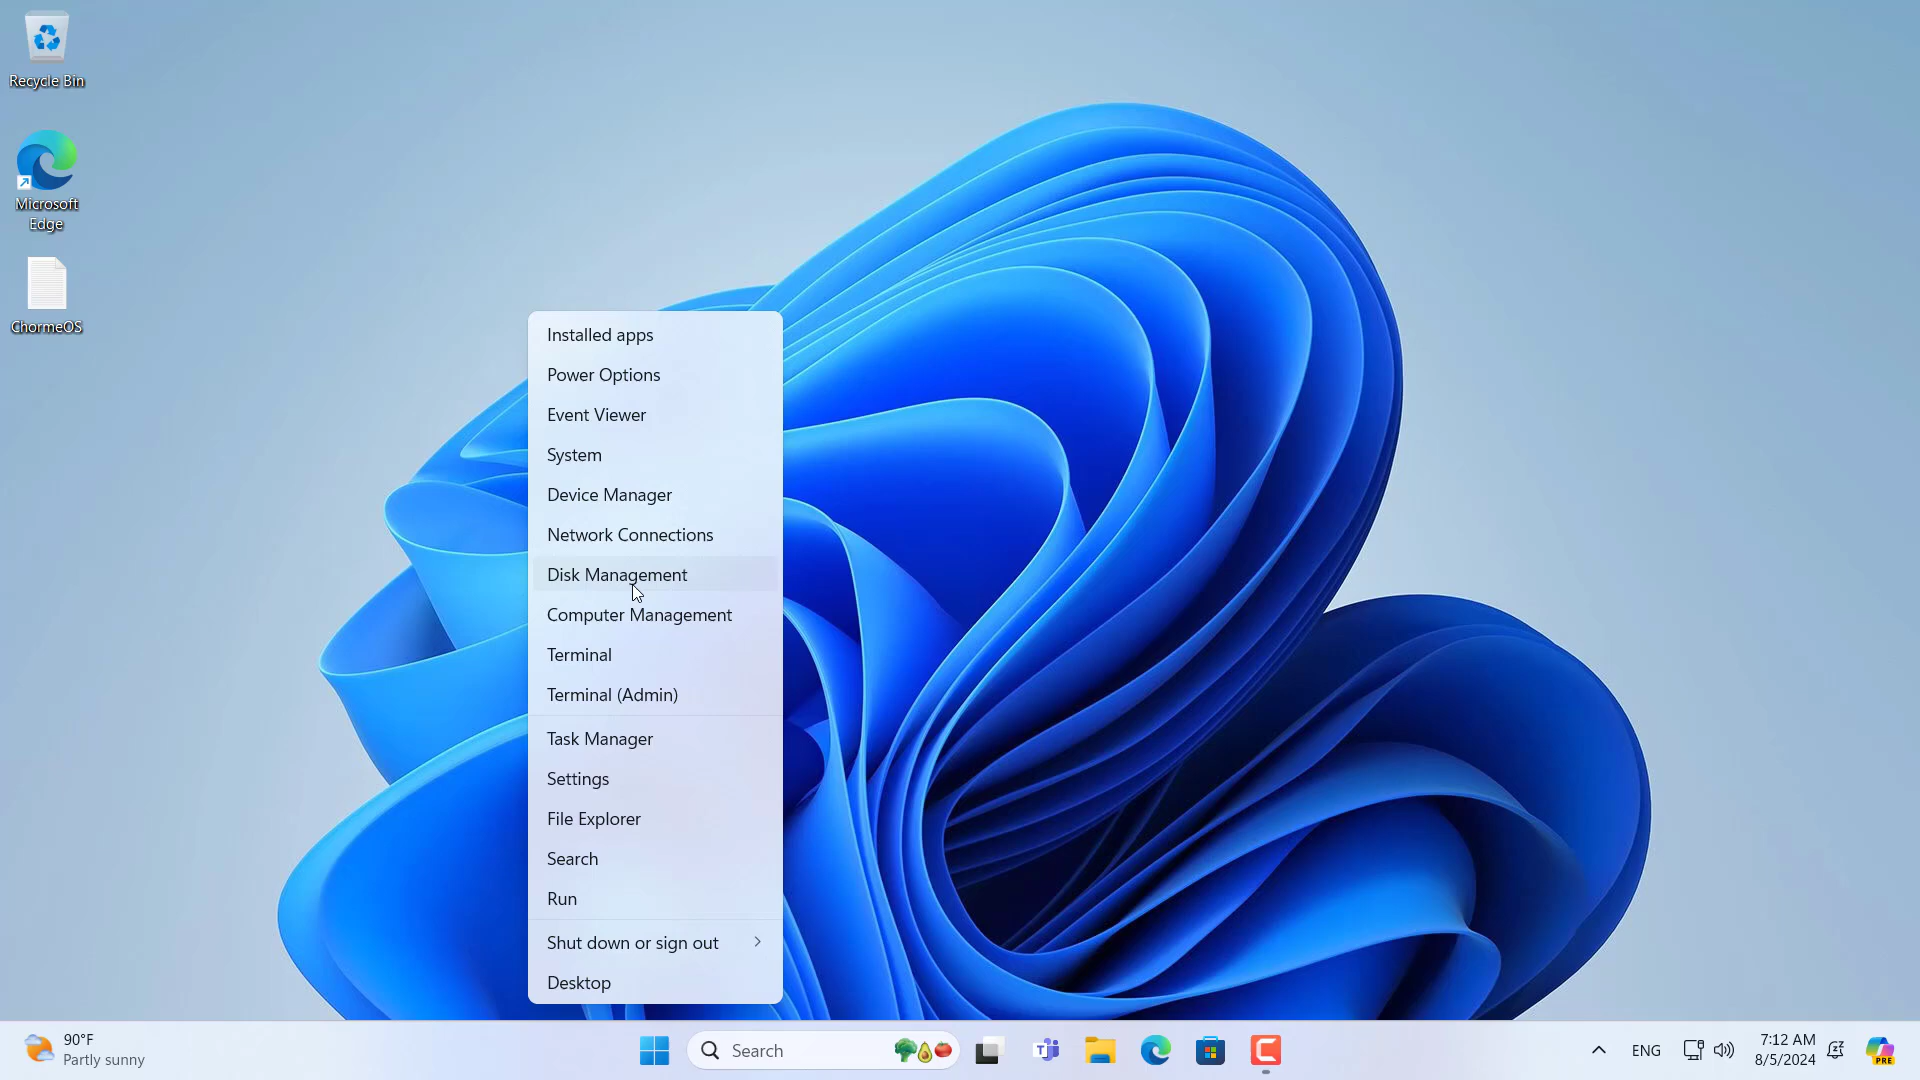 Recycle Bin
Microsoft
Edge
ChormeOS
Installed apps
Power Options
Event Viewer
System
Device Manager
Network Connections
Disk Management
Computer Management
Terminal
Terminal (Admin)
Task Manager
Settings
File Explorer
Search
Run
Shut down or sign out
Desktop
90°F
Partly sunny
Search
ENG
7:12 AM
8/5/2024
PRE